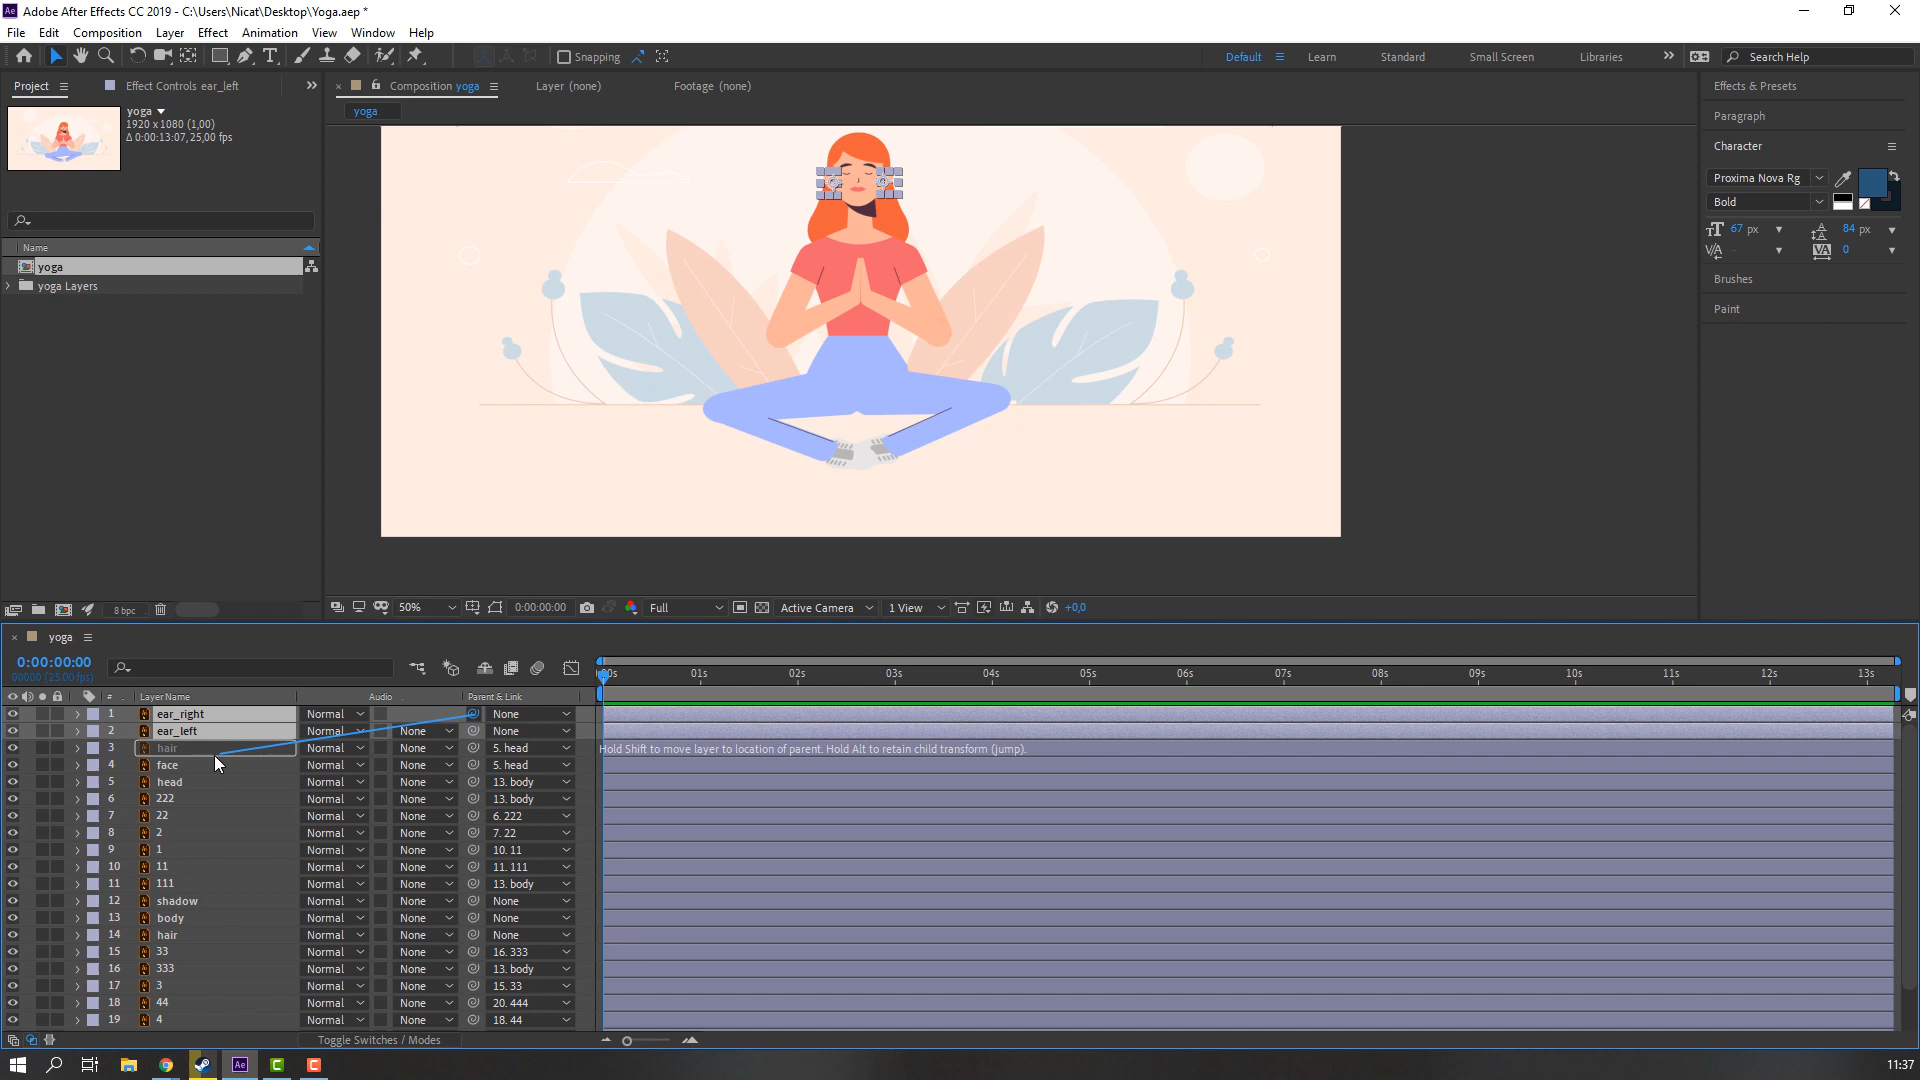 Adobe After Effects CC 2019 - C:\Users\Nicat\Desktop\Yoga.aep *
File Edit Composition Layer Effect Animation View Window Help
Snapping Default Learn Standard Small Screen Libraries Search Help
Project Effect Controls ear_left Composition yoga Layer (none) Footage (none) Effects & Presets
yoga
1920 x 1080 (1,00)
Δ 0:00:13:07, 25,00 fps
yoga
Paragraph
Character
Proxima Nova Rg
Bold
67 px 84 px
0
Brushes
Paint
Name
yoga
yoga Layers
8 bpc 50% 0:00:00:00 Full Active Camera 1 View +0,0
yoga
0:00:00:00
00000 (25.00 fps)
00s 01s 02s 03s 04s 05s 06s 07s 08s 09s 10s 11s 12s 13s
# Layer Name Audio Parent & Link
1 ear_right Normal None
2 ear_left Normal None None
3 hair Normal None 5. head
Hold Shift to move layer to location of parent. Hold Alt to retain child transform (jump).
4 face Normal None 5. head
5 head Normal None 13. body
6 222 Normal None 13. body
7 22 Normal None 6. 222
8 2 Normal None 7. 22
9 1 Normal None 10. 11
10 11 Normal None 11. 111
11 111 Normal None 13. body
12 shadow Normal None None
13 body Normal None None
14 hair Normal None None
15 33 Normal None 16. 333
16 333 Normal None 13. body
17 3 Normal None 15. 33
18 44 Normal None 20. 444
19 4 Normal None 18. 44
Toggle Switches / Modes
11:37